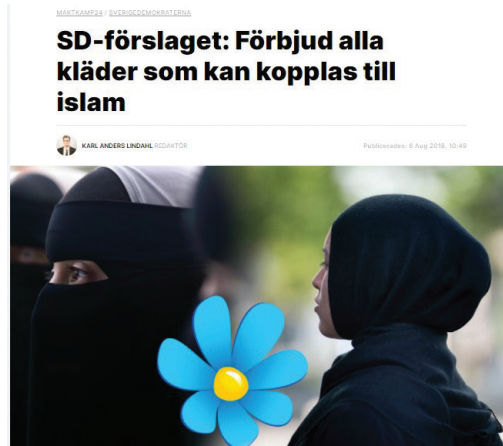 MAKTKAMP24 / SVERIGEDEMOKRATERNA
SD-förslaget: Förbjud alla
kläder som kan kopplas till
islam
KARL ANDERS LINDAHL REDAKTÖR
Publicerades: 6 Aug 2018, 10:49